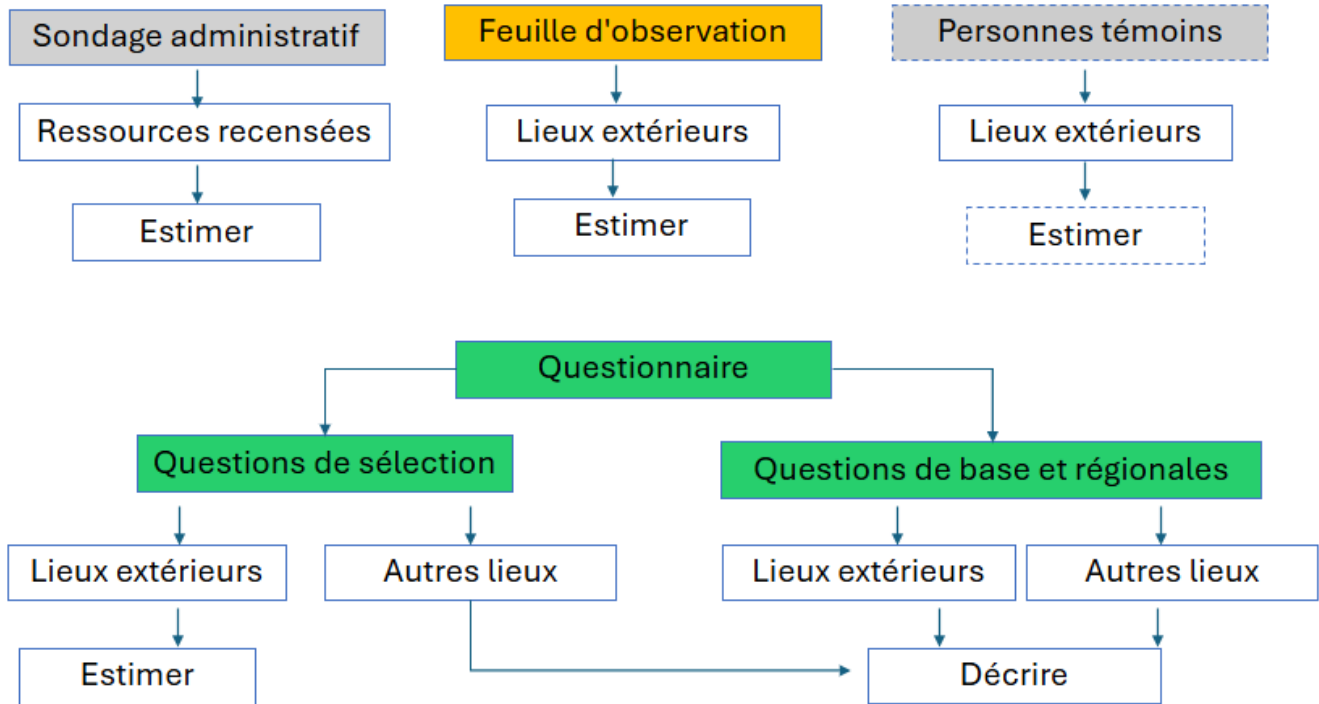 Sondage administratif
Feuille d'observation
Personnes témoins
Ressources recensées
Lieux extérieurs
Lieux extérieurs
Estimer
Estimer
Estimer
Questionnaire
Questions de sélection
Questions de base et régionales
Lieux extérieurs
Autres lieux
Lieux extérieurs
Autres lieux
Estimer
Décrire